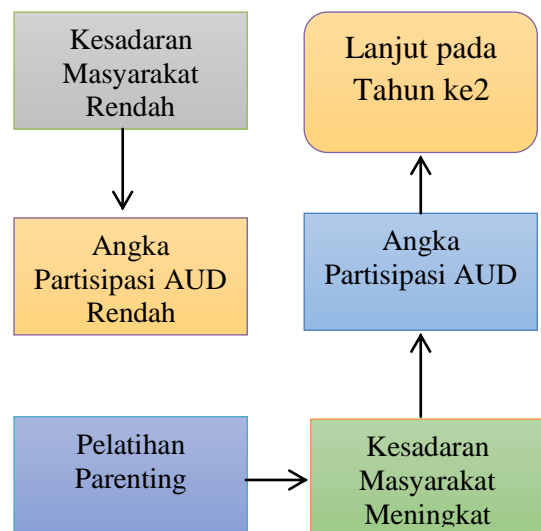 Kesadaran
Masyarakat
Rendah
Angka
Partisipasi AUD
Rendah
Pelatihan
Parenting
Kesadaran
Masyarakat
Meningkat
Angka
Partisipasi AUD
Lanjut pada
Tahun ke2